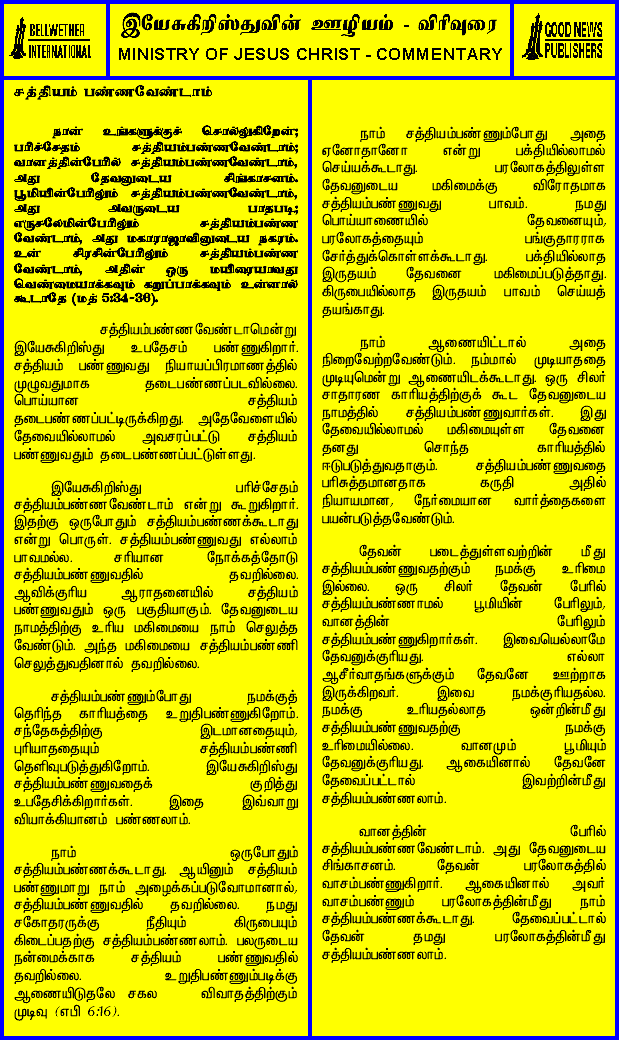 BELLWETHER
INTERNATIONAL
இயேசுகிறிஸ்துவின் ஊழியம் - விரிவுரை
MINISTRY OF JESUS CHRIST - COMMENTARY
GOOD NEWS
PUBLISHERS
சத்தியம் பண்ணவேண்டாம்
நான் உங்களுக்குச் சொல்லுகிறேன்;
பரிச்சேதம் சத்தியம்பண்ணவேண்டாம்;
வானத்தின்பேரில் சத்தியம்பண்ணவேண்டாம்,
அது தேவனுடைய சிங்காசனம்.
பூமியின்பேரிலும் சத்தியம்பண்ணவேண்டாம்,
அது அவருடைய பாதபடி;
எருசலேமின்பேரிலும் சத்தியம்பண்ண
வேண்டாம், அது மகாராஜாவினுடைய நகரம்.
உன் சிரசின்பேரிலும் சத்தியம்பண்ண
வேண்டாம், அதின் ஒரு மயிரையாவது
வெண்மையாக்கவும் கறுப்பாக்கவும் உன்னால்
கூடாதே (மத் 5:34-36).
சத்தியம்பண்ணவேண்டாமென்று
இயேசுகிறிஸ்து உபதேசம் பண்ணுகிறார்.
சத்தியம் பண்ணுவது நியாயப்பிரமாணத்தில்
முழுவதுமாக தடைபண்ணப்படவில்லை.
பொய்யான சத்தியம்
தடைபண்ணப்பட்டிருக்கிறது. அதேவேளையில்
தேவையில்லாமல் அவசரப்பட்டு சத்தியம்
பண்ணுவதும் தடைபண்ணப்பட்டுள்ளது.
இயேசுகிறிஸ்து பரிச்சேதம்
சத்தியம்பண்ணவேண்டாம் என்று கூறுகிறார்.
இதற்கு ஒருபோதும் சத்தியம்பண்ணக்கூடாது
என்று பொருள். சத்தியம்பண்ணுவது எல்லாம்
பாவமல்ல. சரியான நோக்கத்தோடு
சத்தியம்பண்ணுவதில் தவறில்லை.
ஆவிக்குரிய ஆராதனையில் சத்தியம்
பண்ணுவதும் ஒரு பகுதியாகும். தேவனுடைய
நாமத்திற்கு உரிய மகிமையை நாம் செலுத்த
வேண்டும். அந்த மகிமையை சத்தியம்பண்ணி
செலுத்துவதினால் தவறில்லை.
சத்தியம்பண்ணும்போது நமக்குத்
தெரிந்த காரியத்தை உறுதிபண்ணுகிறோம்.
சந்தேகத்திற்கு இடமானதையும்,
புரியாததையும் சத்தியம்பண்ணி
தெளிவுபடுத்துகிறோம். இயேசுகிறிஸ்து
சத்தியம்பண்ணுவதைக் குறித்து
உபதேசிக்கிறார்கள். இதை இவ்வாறு
வியாக்கியானம் பண்ணலாம்.
நாம் ஒருபோதும்
சத்தியம்பண்ணக்கூடாது. ஆயினும் சத்தியம்
பண்ணுமாறு நாம் அழைக்கப்படுவோமானால்,
சத்தியம்பண்ணுவதில் தவறில்லை. நமது
சகோதரருக்கு நீதியும் கிருபையும்
கிடைப்பதற்கு சத்தியம்பண்ணலாம். பலருடைய
நன்மைக்காக சத்தியம் பண்ணுவதில்
தவறில்லை. உறுதிபண்ணும்படிக்கு
ஆணையிடுதலே சகல விவாதத்திற்கும்
முடிவு (எபி 6:16).
நாம் சத்தியம்பண்ணும்போது அதை
ஏனோதானோ என்று பக்தியில்லாமல்
செய்யக்கூடாது. பரலோகத்திலுள்ள
தேவனுடைய மகிமைக்கு விரோதமாக
சத்தியம்பண்ணுவது பாவம். நமது
பொய்யாணையில் தேவனையும்,
பரலோகத்தையும் பங்குதாரராக
சேர்த்துக்கொள்ளக்கூடாது. பக்தியில்லாத
இருதயம் தேவனை மகிமைப்படுத்தாது.
கிருபையில்லாத இருதயம் பாவம் செய்யத்
தயங்காது.
நாம் ஆணையிட்டால் அதை
நிறைவேற்றவேண்டும். நம்மால் முடியாததை
முடியுமென்று ஆணையிடக்கூடாது. ஒரு சிலர்
சாதாரண காரியத்திற்குக் கூட தேவனுடைய
நாமத்தில் சத்தியம்பண்ணுவார்கள். இது
தேவையில்லாமல் மகிமையுள்ள தேவனை
தனது சொந்த காரியத்தில்
ஈடுபடுத்துவதாகும். சத்தியம்பண்ணுவதை
பரிசுத்தமானதாக கருதி அதில்
நியாயமான, நேர்மையான வார்த்தைகளை
பயன்படுத்தவேண்டும்.
தேவன் படைத்துள்ளவற்றின் மீது
சத்தியம்பண்ணுவதற்கும் நமக்கு உரிமை
இல்லை. ஒரு சிலர் தேவன் பேரில்
சத்தியம்பண்ணாமல் பூமியின் பேரிலும்,
வானத்தின் பேரிலும்
சத்தியம்பண்ணுகிறார்கள். இவையெல்லாமே
தேவனுக்குரியது. எல்லா
ஆசீர்வாதங்களுக்கும் தேவனே ஊற்றாக
இருக்கிறவர். இவை நமக்குரியதல்ல.
நமக்கு உரியதல்லாத ஒன்றின்மீது
சத்தியம்பண்ணுவதற்கு நமக்கு
உரிமையில்லை. வானமும் பூமியும்
தேவனுக்குரியது. ஆகையினால் தேவனே
தேவைப்பட்டால் இவற்றின்மீது
சத்தியம்பண்ணலாம்.
வானத்தின் பேரில்
சத்தியம்பண்ணவேண்டாம். அது தேவனுடைய
சிங்காசனம். தேவன் பரலோகத்தில்
வாசம்பண்ணுகிறார். ஆகையினால் அவர்
வாசம்பண்ணும் பரலோகத்தின்மீது நாம்
சத்தியம்பண்ணக்கூடாது. தேவைப்பட்டால்
தேவன் தமது பரலோகத்தின்மீது
சத்தியம்பண்ணலாம்.